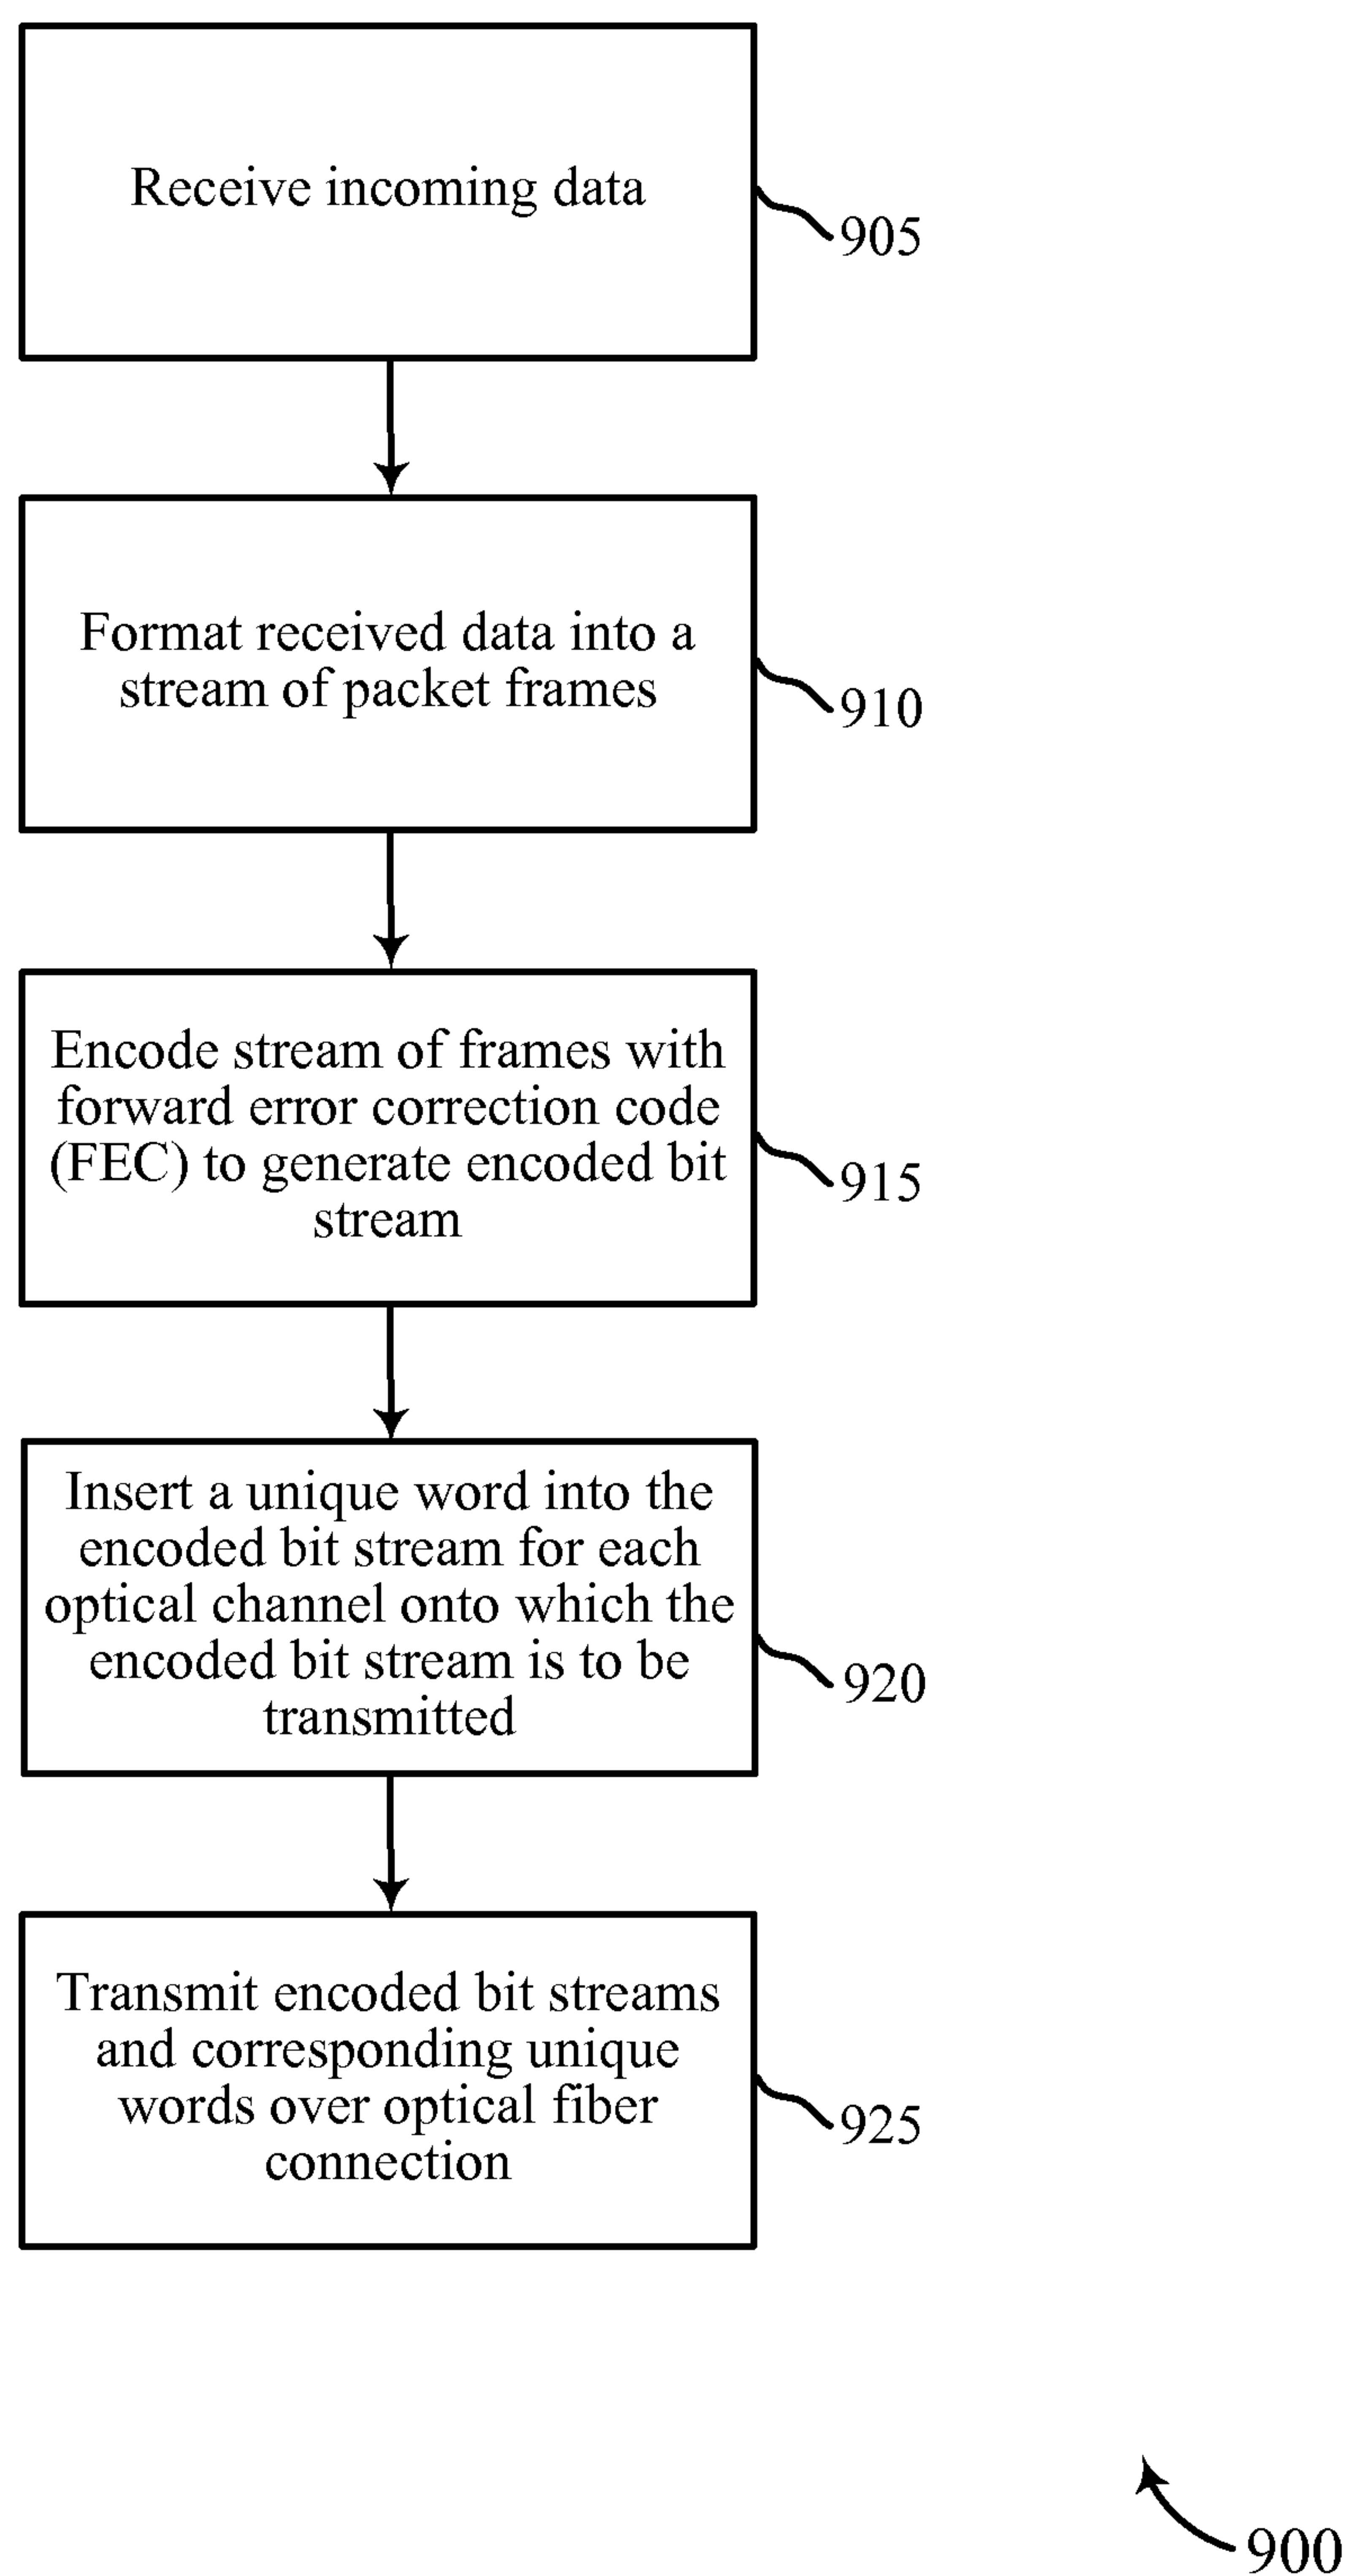 Receive incoming data
905
Format received data into a
stream of packet frames
910
Encode stream of frames with
forward error correction code
(FEC) to generate encoded bit
stream
915
Insert a unique word into the
encoded bit stream for each
optical channel onto which the
encoded bit stream is to be
transmitted
920
Transmit encoded bit streams
and corresponding unique
words over optical fiber
connection
925
900